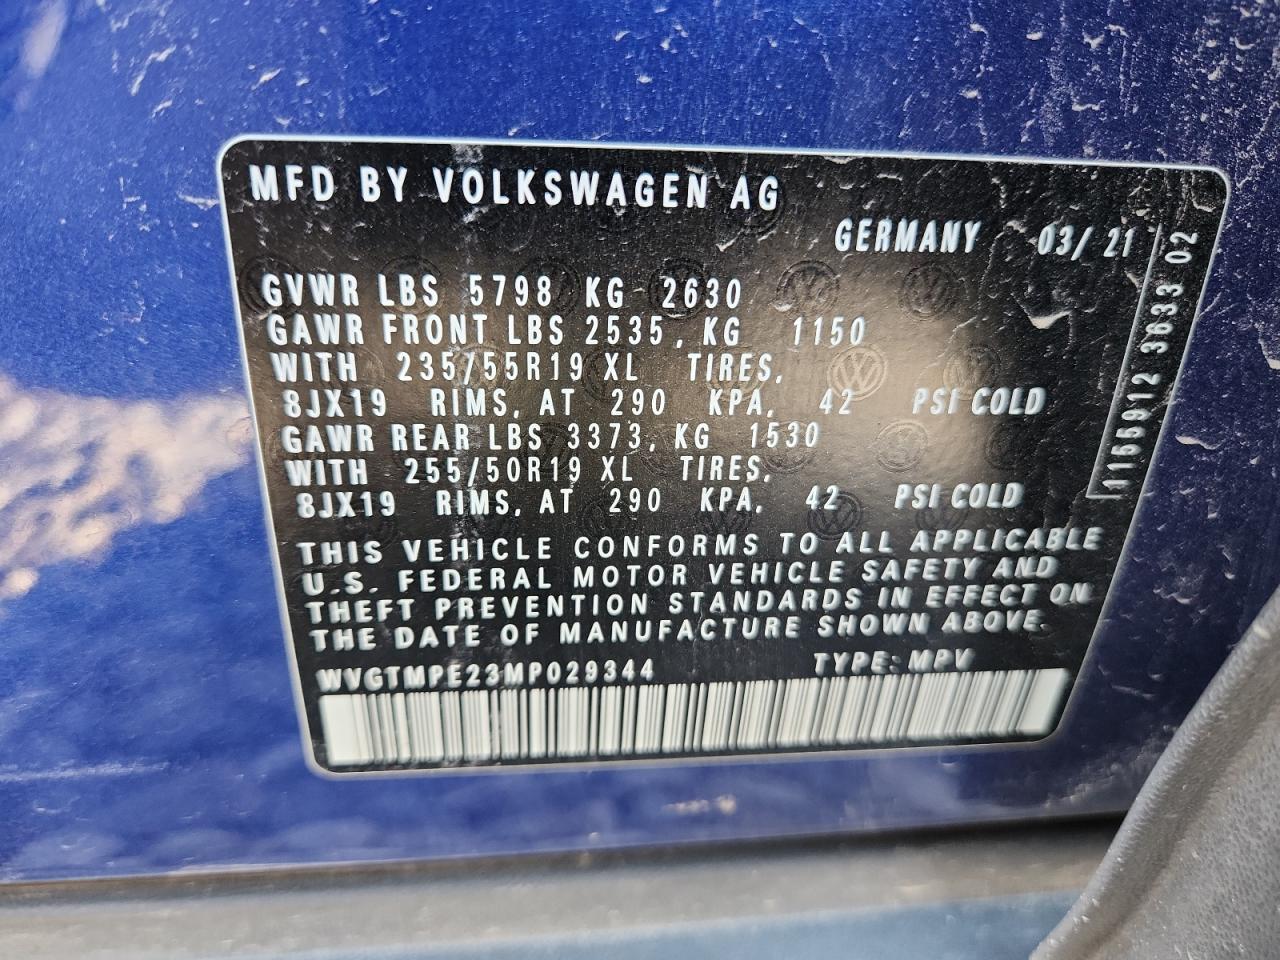 MFD BY VOLKSWAGEN AG
GERMANY 03/ 21
GVWR LBS 5798 KG 2630
GAWR FRONT LBS 2535, KG 1150
WITH 235/55R19 XL TIRES,
8JX19 RIMS, AT 290 KPA, 42 PSI COLD
GAWR REAR LBS 3373, KG 1530
WITH 255/50R19 XL TIRES,
8JX19 RIMS, AT 290 KPA, 42 PSI COLD
THIS VEHICLE CONFORMS TO ALL APPLICABLE
U.S. FEDERAL MOTOR VEHICLE SAFETY AND
THEFT PREVENTION STANDARDS IN EFFECT ON
THE DATE OF MANUFACTURE SHOWN ABOVE.
WVGTMPE23MP029344 TYPE: MPV
1155912 3633 02